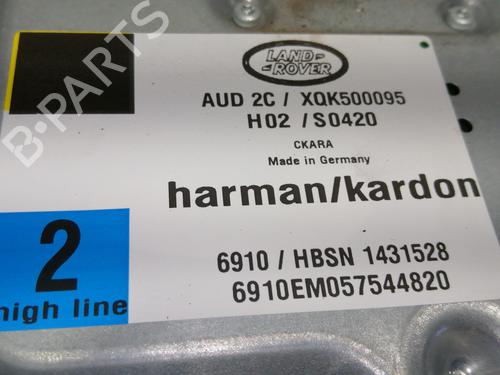 LAND
ROVER
AUD 2C / XQK500095
H02 / S0420
CKARA
Made in Germany
harman/kardon
2
high line
6910 / HBSN 1431528
6910EM057544820
B-PARTS